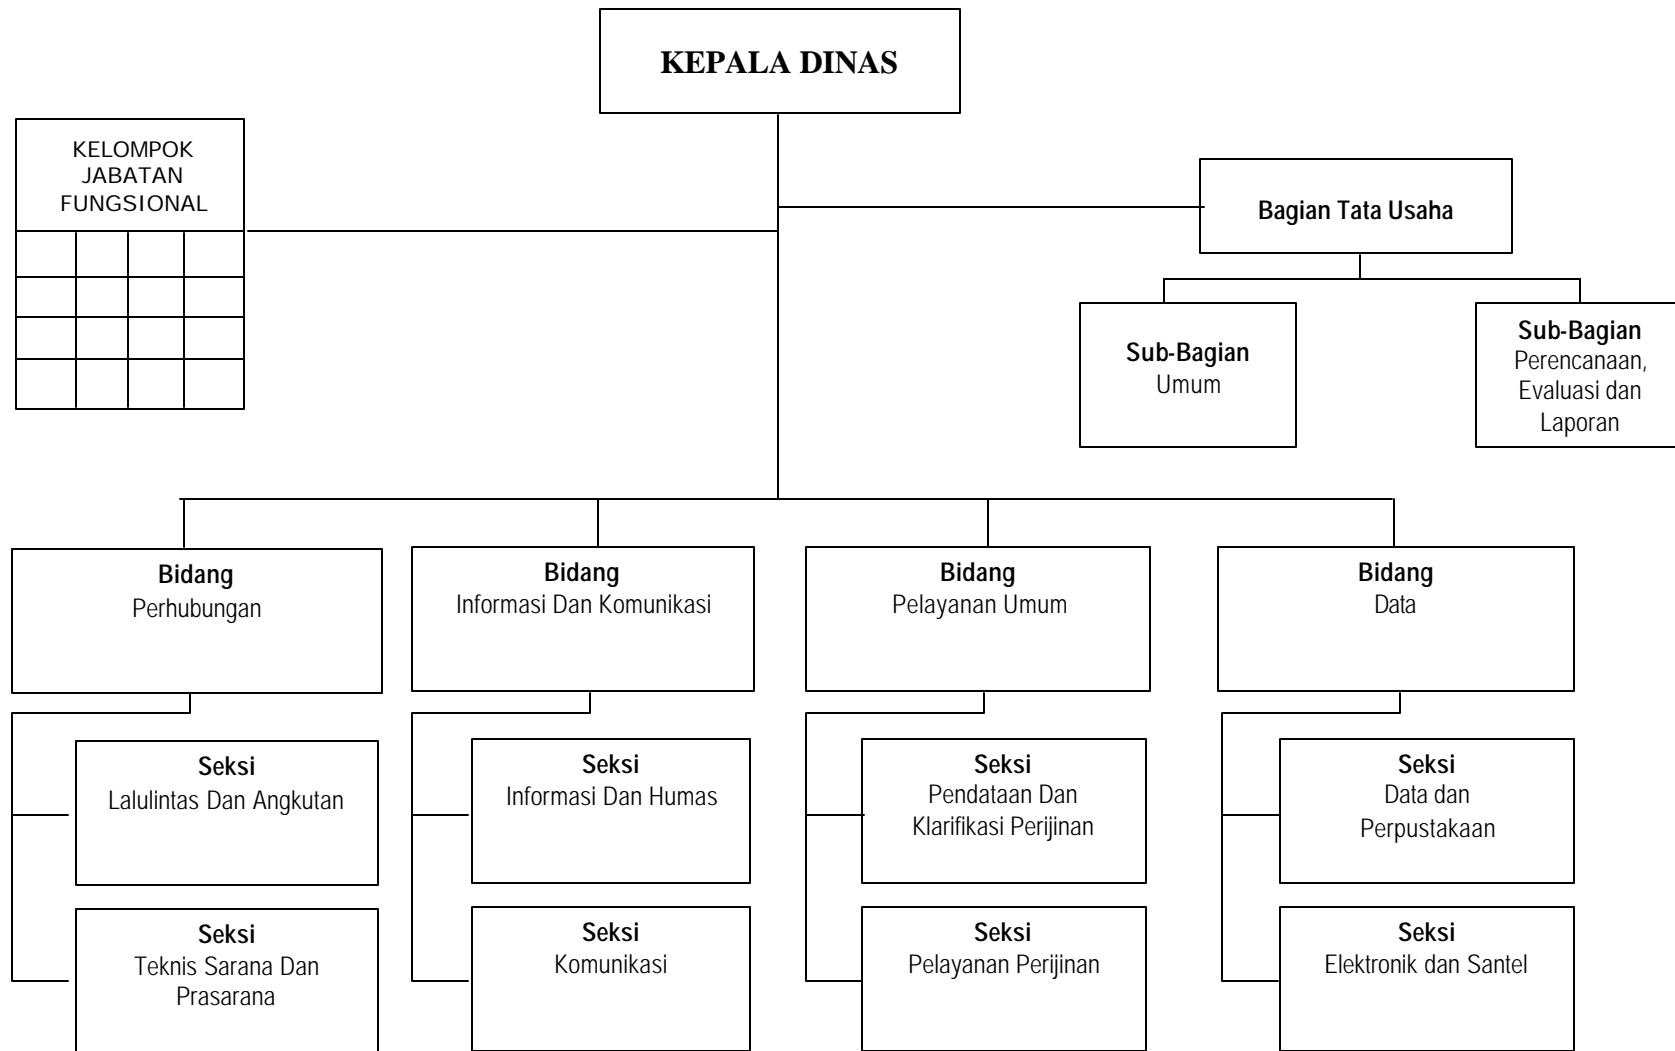 KEPALA DINAS
KELOMPOK
JABATAN
FUNGSIONAL
Bagian Tata Usaha
Sub-Bagian
Umum
Sub-Bagian
Perencanaan,
Evaluasi dan
Laporan
Bidang
Perhubungan
Bidang
Informasi Dan Komunikasi
Bidang
Pelayanan Umum
Bidang
Data
Seksi
Lalulintas Dan Angkutan
Seksi
Informasi Dan Humas
Seksi
Pendataan Dan
Klarifikasi Perijinan
Seksi
Data dan
Perpustakaan
Seksi
Teknis Sarana Dan
Prasarana
Seksi
Komunikasi
Seksi
Pelayanan Perijinan
Seksi
Elektronik dan Santel